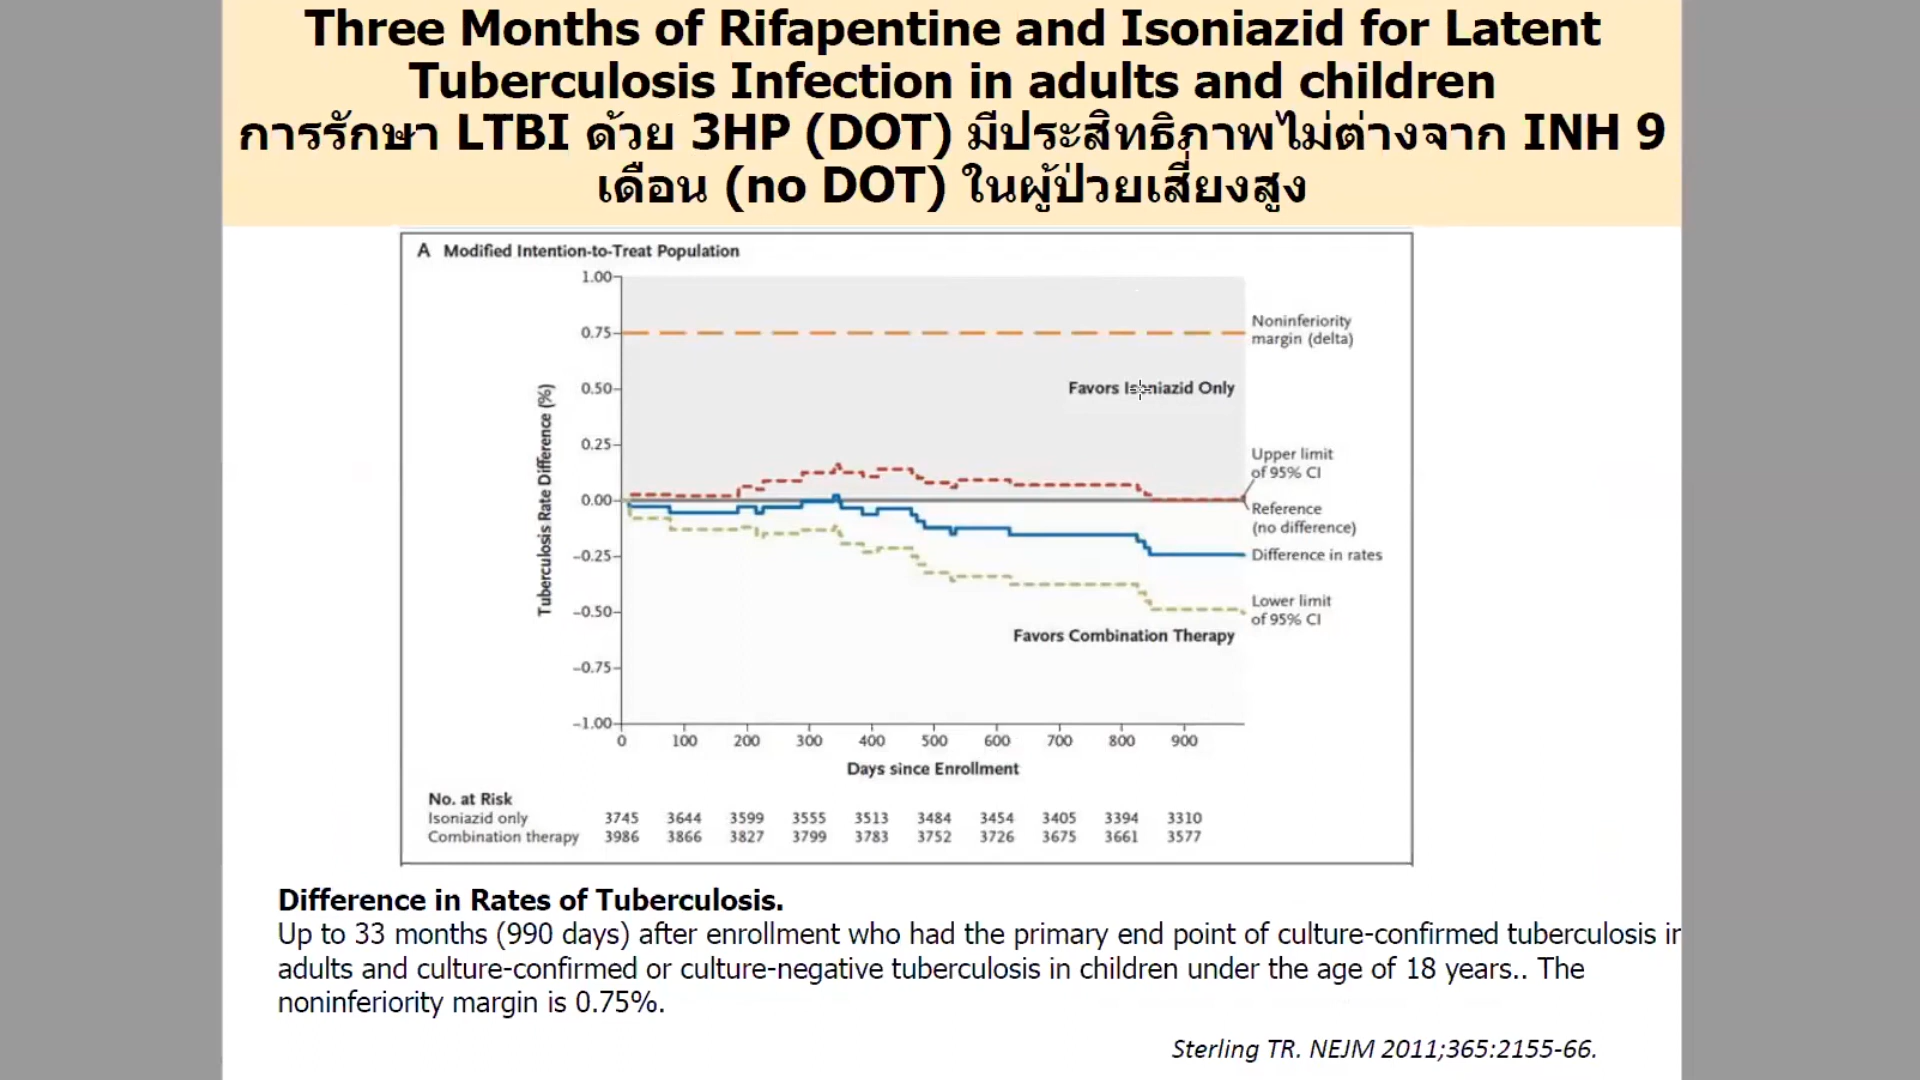 Three Months of Rifapentine and Isoniazid for Latent
Tuberculosis Infection in adults and children
การรักษา LTBI ด้วย 3HP (DOT) มีประสิทธิภาพไม่ต่างจาก INH 9
เดือน (no DOT) ในผู้ป่วยเสี่ยงสูง
A Modified Intention-to-Treat Population
Tuberculosis Rate Difference (%)
1.00
0.75
0.50
0.25
0.00
−0.25
−0.50
−0.75
−1.00
Noninferiority
margin (delta)
Favors Isoniazid Only
Upper limit
of 95% CI
Reference
(no difference)
Difference in rates
Lower limit
of 95% CI
Favors Combination Therapy
0 100 200 300 400 500 600 700 800 900
Days since Enrollment
No. at Risk
Isoniazid only 3745 3644 3599 3555 3513 3484 3454 3405 3394 3310
Combination therapy 3986 3866 3827 3799 3783 3752 3726 3675 3661 3577
Difference in Rates of Tuberculosis.
Up to 33 months (990 days) after enrollment who had the primary end point of culture-confirmed tuberculosis in
adults and culture-confirmed or culture-negative tuberculosis in children under the age of 18 years.. The
noninferiority margin is 0.75%.
Sterling TR. NEJM 2011;365:2155-66.